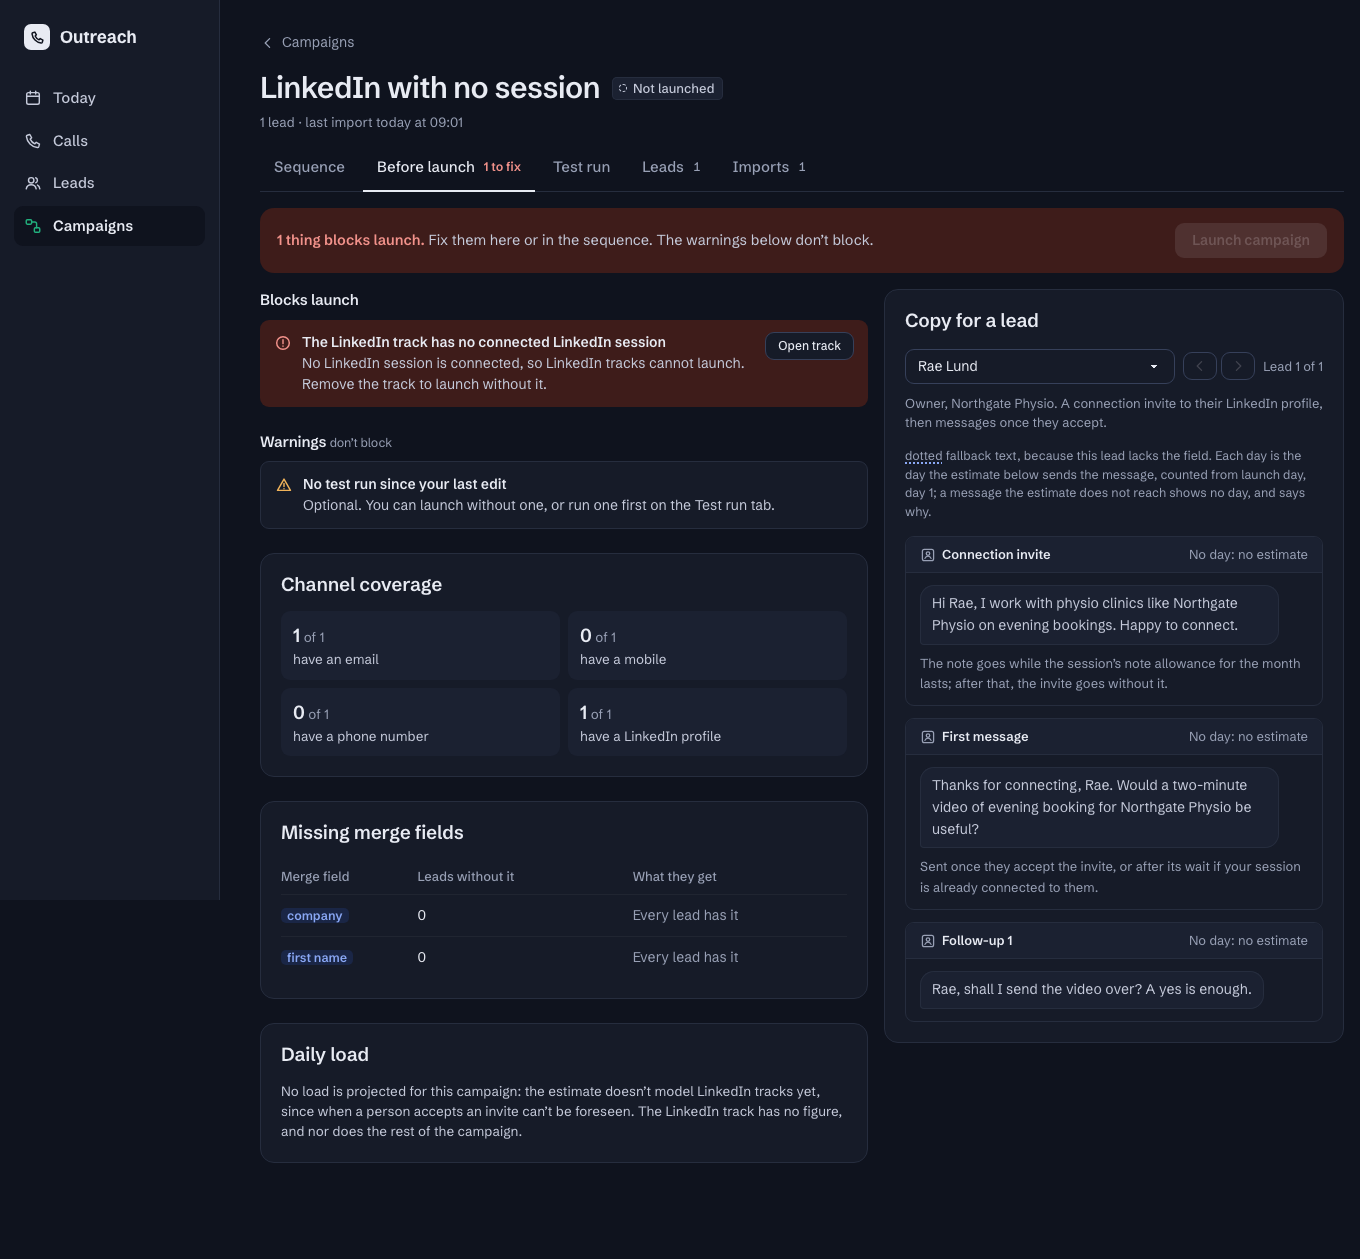 Outreach
Today
Calls
Leads
Campaigns
Campaigns
LinkedIn with no session
Not launched
1 lead · last import today at 09:01
Sequence
Before launch 1 to fix
Test run
Leads 1
Imports 1
1 thing blocks launch. Fix them here or in the sequence. The warnings below don’t block.
Launch campaign
Blocks launch
The LinkedIn track has no connected LinkedIn session
No LinkedIn session is connected, so LinkedIn tracks cannot launch.
Remove the track to launch without it.
Open track
Warnings don’t block
No test run since your last edit
Optional. You can launch without one, or run one first on the Test run tab.
Channel coverage
1 of 1
have an email
0 of 1
have a mobile
0 of 1
have a phone number
1 of 1
have a LinkedIn profile
Missing merge fields
Merge field Leads without it What they get
company 0 Every lead has it
first name 0 Every lead has it
Daily load
No load is projected for this campaign: the estimate doesn’t model LinkedIn tracks yet,
since when a person accepts an invite can’t be foreseen. The LinkedIn track has no figure,
and nor does the rest of the campaign.
Copy for a lead
Rae Lund
Lead 1 of 1
Owner, Northgate Physio. A connection invite to their LinkedIn profile,
then messages once they accept.
dotted fallback text, because this lead lacks the field. Each day is the
day the estimate below sends the message, counted from launch day,
day 1; a message the estimate does not reach shows no day, and says
why.
Connection invite
No day: no estimate
Hi Rae, I work with physio clinics like Northgate
Physio on evening bookings. Happy to connect.
The note goes while the session’s note allowance for the month
lasts; after that, the invite goes without it.
First message
No day: no estimate
Thanks for connecting, Rae. Would a two-minute
video of evening booking for Northgate Physio be
useful?
Sent once they accept the invite, or after its wait if your session
is already connected to them.
Follow-up 1
No day: no estimate
Rae, shall I send the video over? A yes is enough.